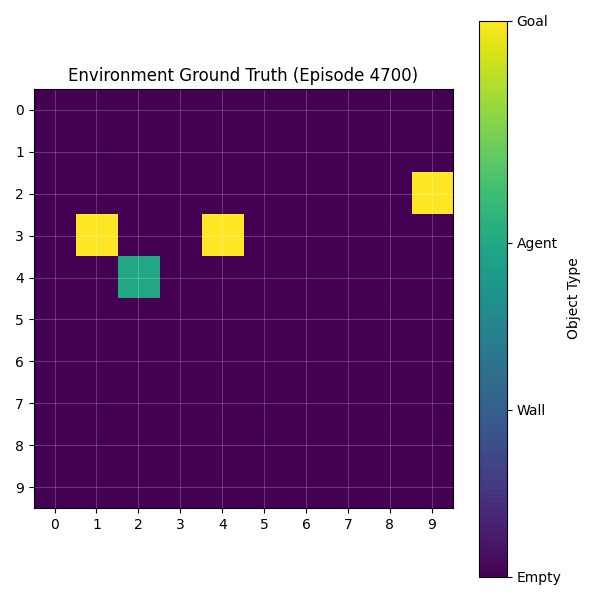 Environment Ground Truth (Episode 4700)
0
1
2
3
4
5
6
7
8
9
0 1 2 3 4 5 6 7 8 9
Goal
Agent
Wall
Empty
Object Type